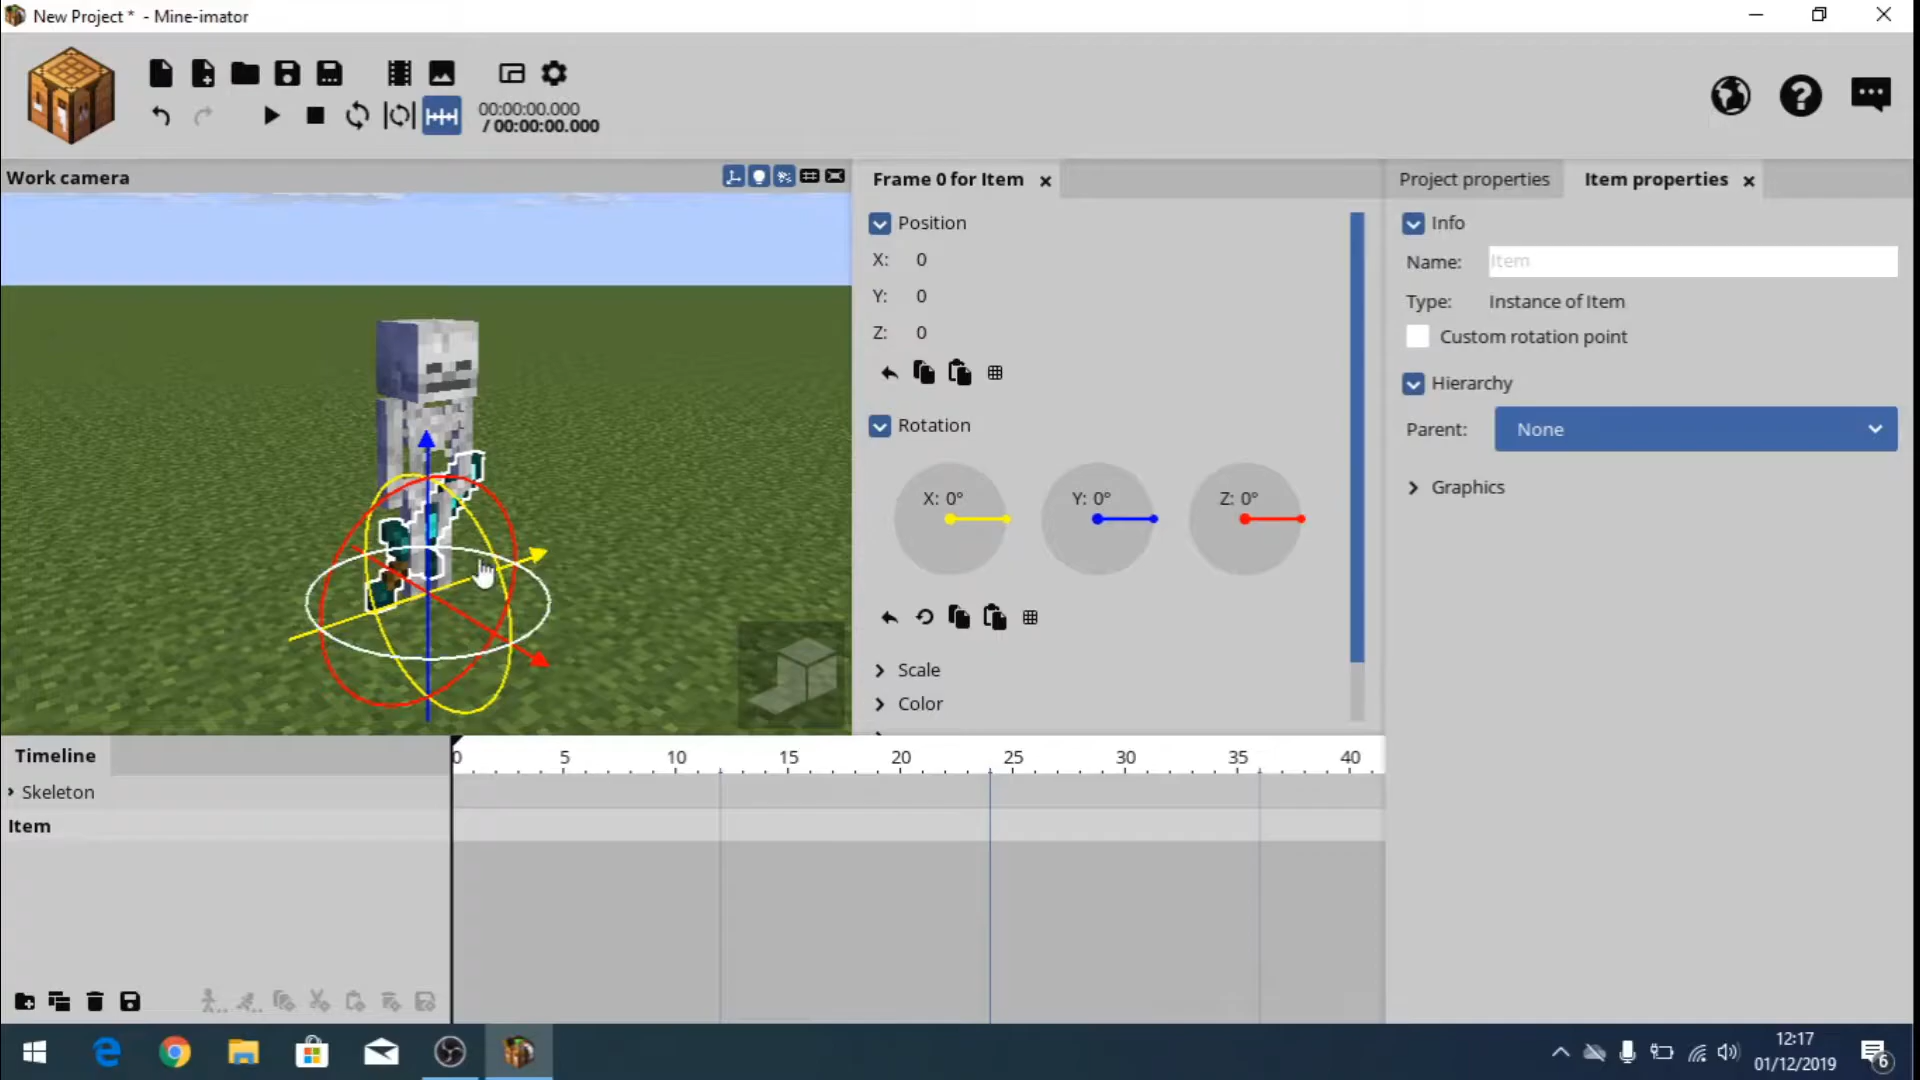 New Project * - Mine-imator
00:00:00.000
/ 00:00:00.000
Work camera
Frame 0 for Item
Project properties
Item properties
Position
X: 0
Y: 0
Z: 0
Rotation
X: 0°
Y: 0°
Z: 0°
Scale
Color
Info
Name: Item
Type: Instance of Item
Custom rotation point
Hierarchy
Parent: None
Graphics
Timeline
0 5 10 15 20 25 30 35 40
Skeleton
Item
12:17
01/12/2019
6